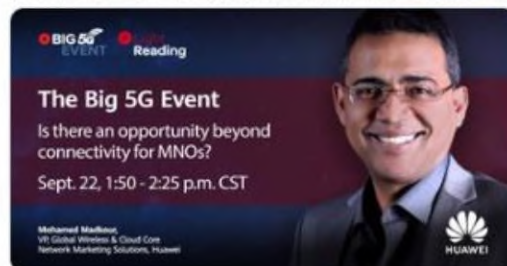 BIG 5G
EVENT
Light
Reading
The Big 5G Event
Is there an opportunity beyond
connectivity for MNOs?
Sept. 22, 1:50 - 2:25 p.m. CST
Mohamed Madkour,
VP, Global Wireless & Cloud Core
Network Marketing Solutions, Huawei
HUAWEI